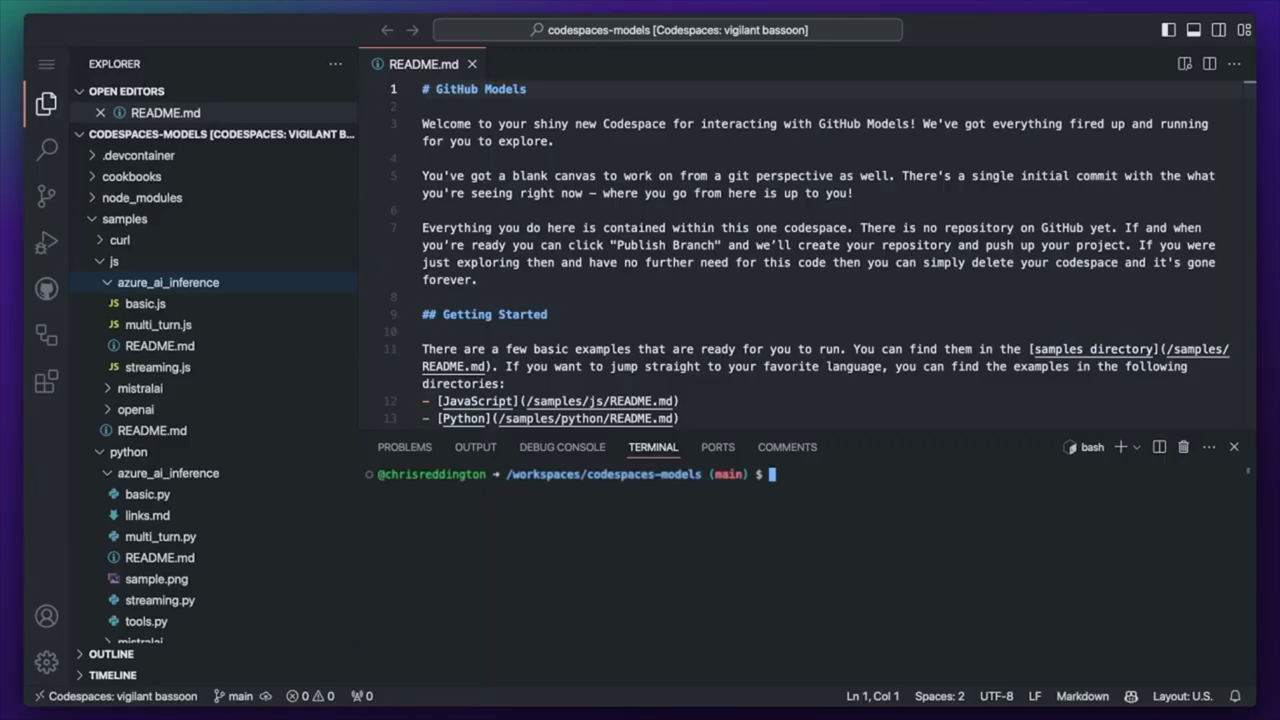 codespaces-models [Codespaces: vigilant bassoon]
EXPLORER
OPEN EDITORS
README.md
CODESPACES-MODELS [CODESPACES: VIGILANT B...
.devcontainer
cookbooks
node_modules
samples
curl
js
azure_ai_inference
JS basic.js
JS multi_turn.js
README.md
JS streaming.js
mistralai
openai
README.md
python
azure_ai_inference
basic.py
links.md
multi_turn.py
README.md
sample.png
streaming.py
tools.py
mistralai
OUTLINE
TIMELINE
README.md
1 # GitHub Models
2
3 Welcome to your shiny new Codespace for interacting with GitHub Models! We've got everything fired up and running
for you to explore.
4
5 You've got a blank canvas to work on from a git perspective as well. There's a single initial commit with the what
you're seeing right now – where you go from here is up to you!
6
7 Everything you do here is contained within this one codespace. There is no repository on GitHub yet. If and when
you’re ready you can click "Publish Branch" and we’ll create your repository and push up your project. If you were
just exploring then and have no further need for this code then you can simply delete your codespace and it's gone
forever.
8
9 ## Getting Started
10
11 There are a few basic examples that are ready for you to run. You can find them in the [samples directory](/samples/
README.md). If you want to jump straight to your favorite language, you can find the examples in the following
directories:
12 - [JavaScript](/samples/js/README.md)
13 - [Python](/samples/python/README.md)
PROBLEMS OUTPUT DEBUG CONSOLE TERMINAL PORTS COMMENTS bash
@chrisreddington → /workspaces/codespaces-models (main) $
Codespaces: vigilant bassoon main 0 0 0 Ln 1, Col 1 Spaces: 2 UTF-8 LF Markdown Layout: U.S.